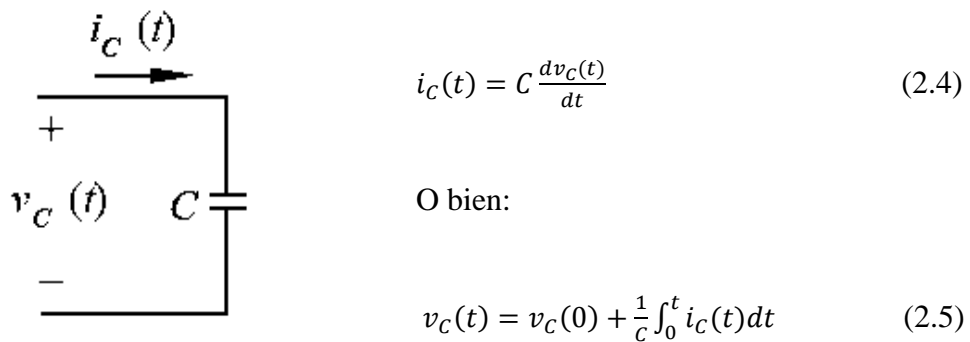 i_C (t)
i_C(t) = C dv_C(t)/dt (2.4)
+
O bien:
v_C (t) C
−
v_C(t) = v_C(0) + 1/C ∫_0^t i_C(t)dt (2.5)